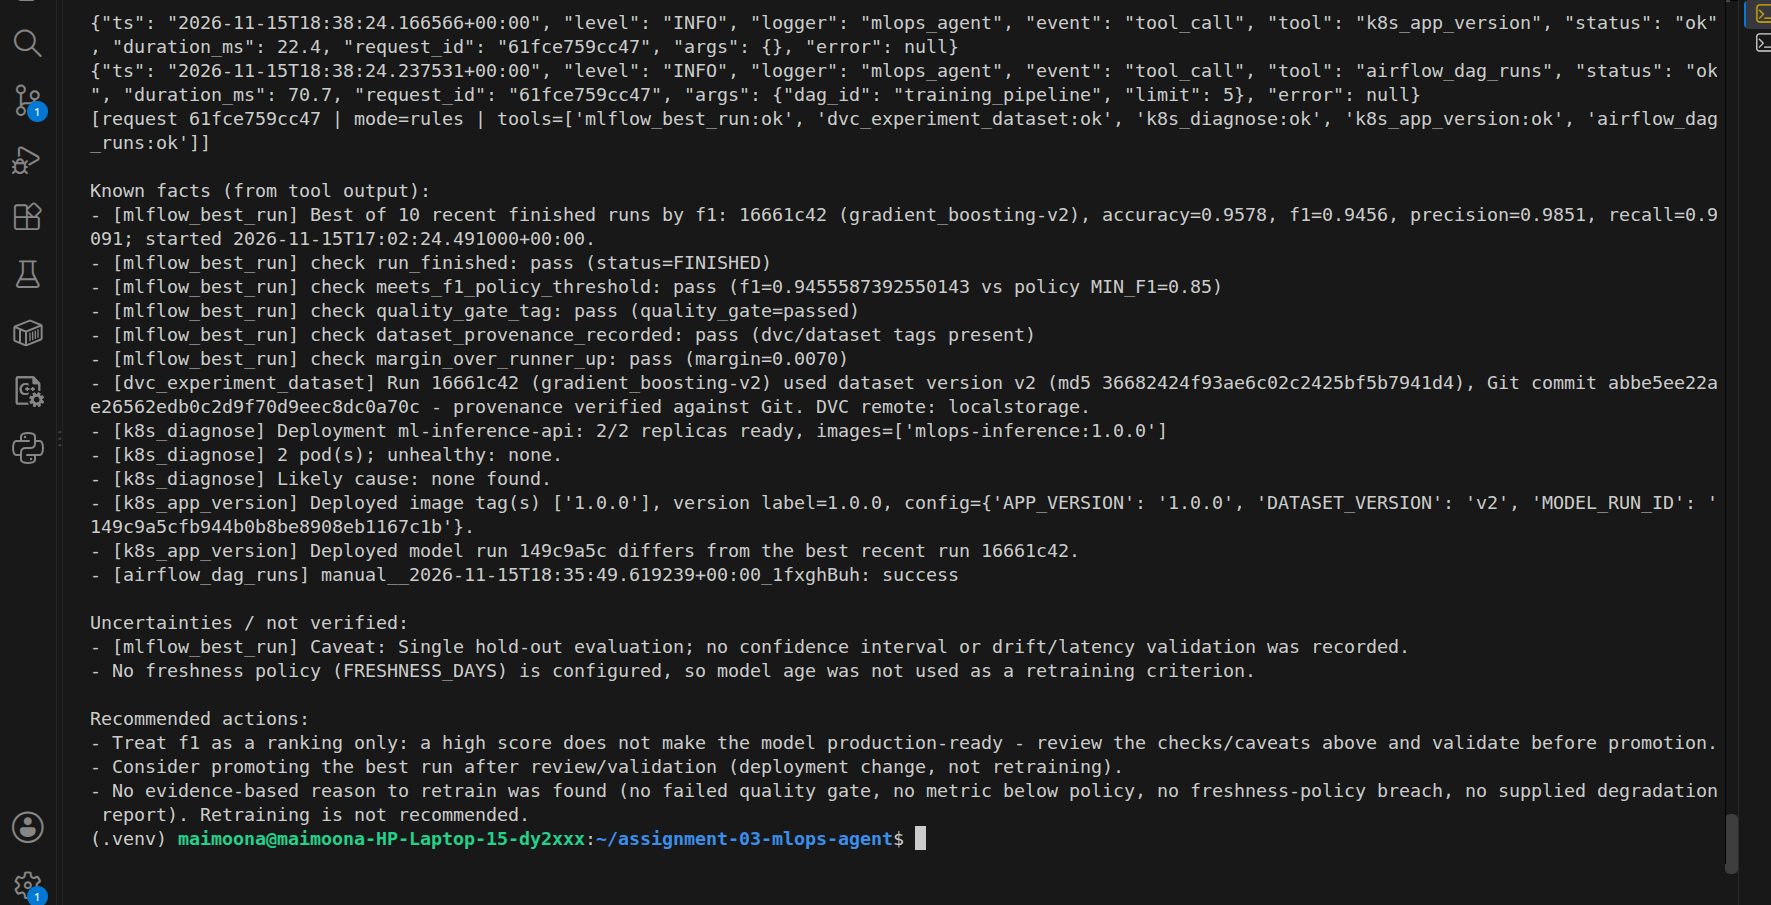 {"ts": "2026-11-15T18:38:24.166566+00:00", "level": "INFO", "logger": "mlops_agent", "event": "tool_call", "tool": "k8s_app_version", "status": "ok"
, "duration_ms": 22.4, "request_id": "61fce759cc47", "args": {}, "error": null}
{"ts": "2026-11-15T18:38:24.237531+00:00", "level": "INFO", "logger": "mlops_agent", "event": "tool_call", "tool": "airflow_dag_runs", "status": "ok
", "duration_ms": 70.7, "request_id": "61fce759cc47", "args": {"dag_id": "training_pipeline", "limit": 5}, "error": null}
[request 61fce759cc47 | mode=rules | tools=['mlflow_best_run:ok', 'dvc_experiment_dataset:ok', 'k8s_diagnose:ok', 'k8s_app_version:ok', 'airflow_dag
_runs:ok']]
Known facts (from tool output):
- [mlflow_best_run] Best of 10 recent finished runs by f1: 16661c42 (gradient_boosting-v2), accuracy=0.9578, f1=0.9456, precision=0.9851, recall=0.9
091; started 2026-11-15T17:02:24.491000+00:00.
- [mlflow_best_run] check run_finished: pass (status=FINISHED)
- [mlflow_best_run] check meets_f1_policy_threshold: pass (f1=0.9455587392550143 vs policy MIN_F1=0.85)
- [mlflow_best_run] check quality_gate_tag: pass (quality_gate=passed)
- [mlflow_best_run] check dataset_provenance_recorded: pass (dvc/dataset tags present)
- [mlflow_best_run] check margin_over_runner_up: pass (margin=0.0070)
- [dvc_experiment_dataset] Run 16661c42 (gradient_boosting-v2) used dataset version v2 (md5 36682424f93ae6c02c2425bf5b7941d4), Git commit abbe5ee22a
e26562edb0c2d9f70d9eec8dc0a70c - provenance verified against Git. DVC remote: localstorage.
- [k8s_diagnose] Deployment ml-inference-api: 2/2 replicas ready, images=['mlops-inference:1.0.0']
- [k8s_diagnose] 2 pod(s); unhealthy: none.
- [k8s_diagnose] Likely cause: none found.
- [k8s_app_version] Deployed image tag(s) ['1.0.0'], version label=1.0.0, config={'APP_VERSION': '1.0.0', 'DATASET_VERSION': 'v2', 'MODEL_RUN_ID': '
149c9a5cfb944b0b8be8908eb1167c1b'}.
- [k8s_app_version] Deployed model run 149c9a5c differs from the best recent run 16661c42.
- [airflow_dag_runs] manual__2026-11-15T18:35:49.619239+00:00_1fxghBuh: success
Uncertainties / not verified:
- [mlflow_best_run] Caveat: Single hold-out evaluation; no confidence interval or drift/latency validation was recorded.
- No freshness policy (FRESHNESS_DAYS) is configured, so model age was not used as a retraining criterion.
Recommended actions:
- Treat f1 as a ranking only: a high score does not make the model production-ready - review the checks/caveats above and validate before promotion.
- Consider promoting the best run after review/validation (deployment change, not retraining).
- No evidence-based reason to retrain was found (no failed quality gate, no metric below policy, no freshness-policy breach, no supplied degradation
report). Retraining is not recommended.
(.venv) maimoona@maimoona-HP-Laptop-15-dy2xxx:~/assignment-03-mlops-agent$
1
1